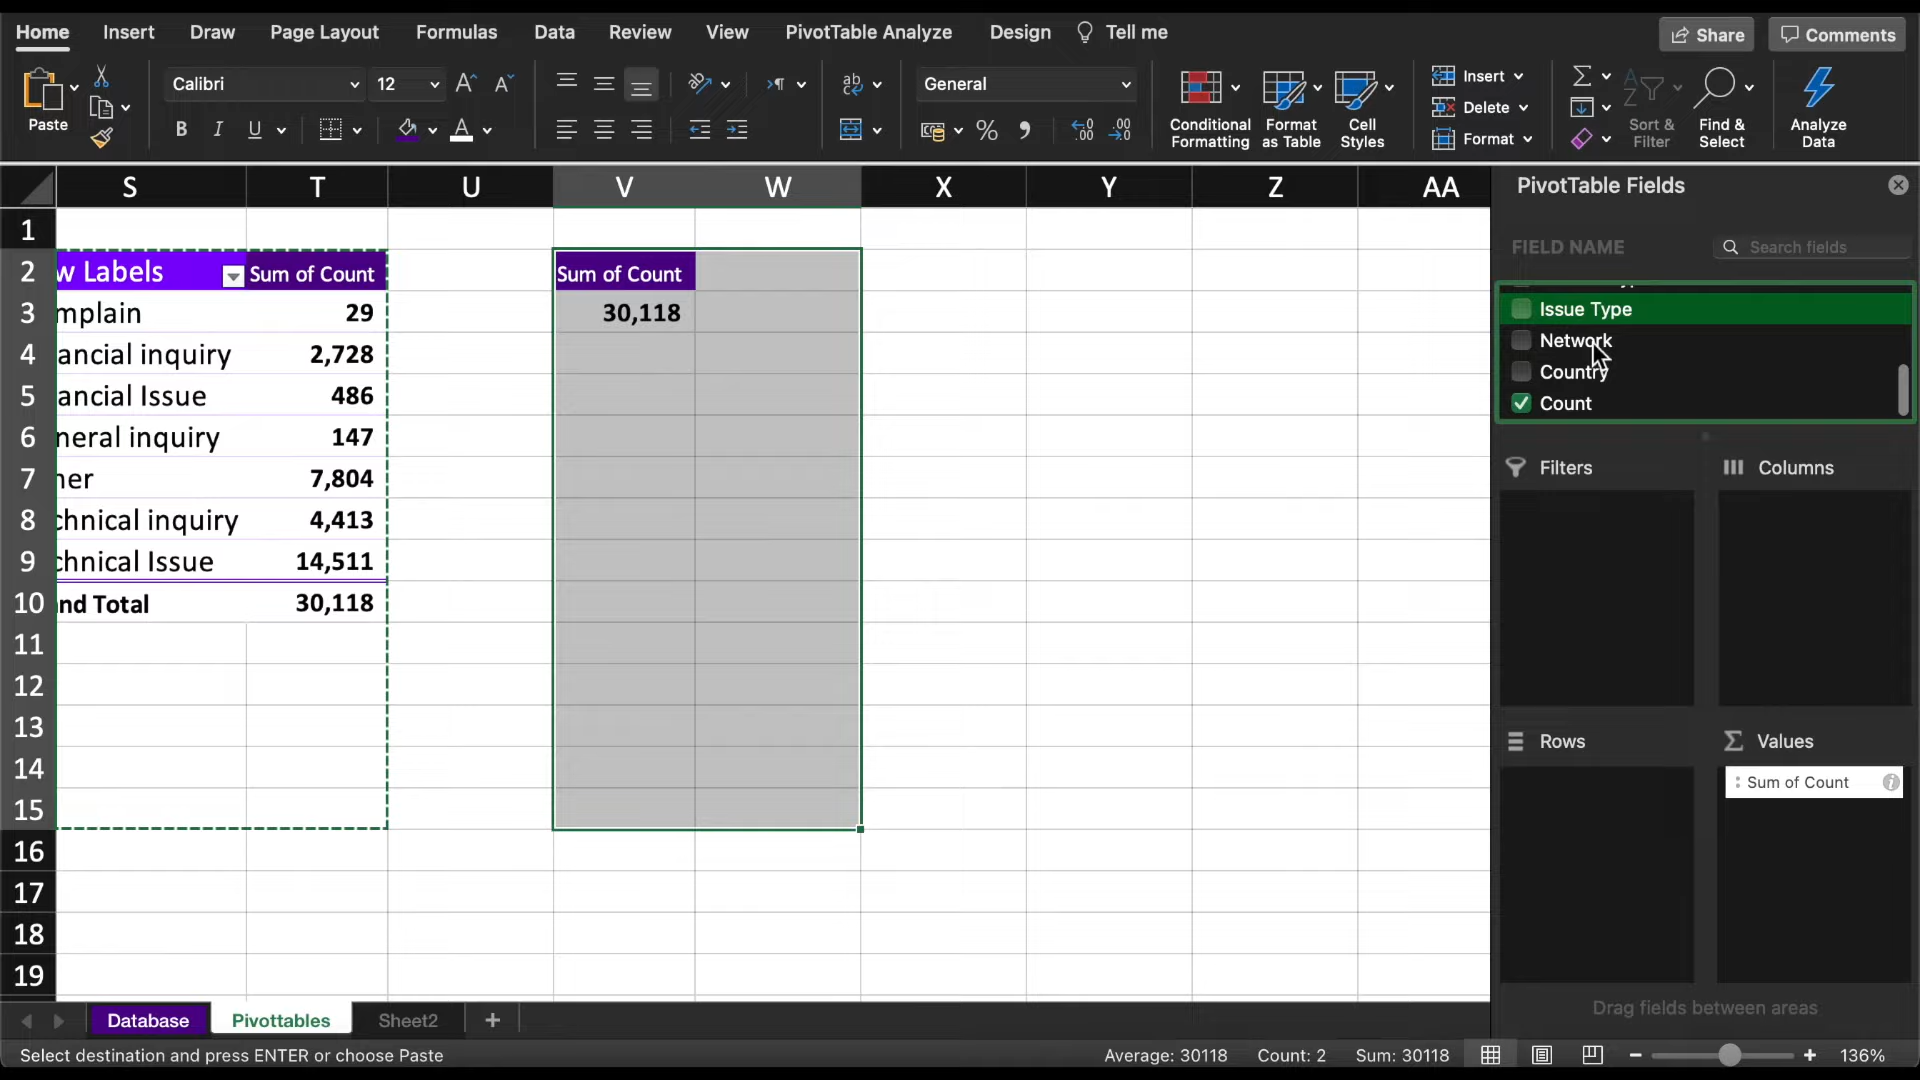 Home Insert Draw Page Layout Formulas Data Review View PivotTable Analyze Design Tell me Share Comments
Paste
Calibri 12
B I U
General
Conditional Formatting
Format as Table
Cell Styles
Insert
Delete
Format
Sort & Filter
Find & Select
Analyze Data
S T U V W X Y Z AA
1
2 w Labels Sum of Count Sum of Count
3 mplain 29 30,118
4 ancial inquiry 2,728
5 ancial Issue 486
6 neral inquiry 147
7 her 7,804
8 chnical inquiry 4,413
9 chnical Issue 14,511
10 nd Total 30,118
11
12
13
14
15
16
17
18
19
PivotTable Fields
FIELD NAME Search fields
Issue Type
Network
Country
Count
Filters Columns
Rows Values
Sum of Count
Drag fields between areas
Database Pivottables Sheet2
Select destination and press ENTER or choose Paste Average: 30118 Count: 2 Sum: 30118 136%